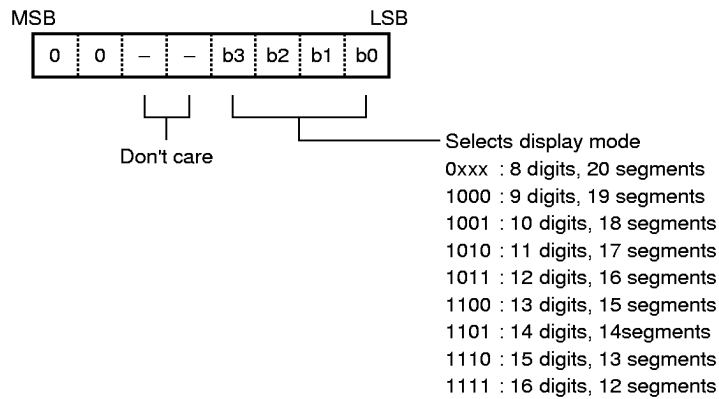 MSB LSB
0 0 – – b3 b2 b1 b0
Don't care
Selects display mode
0xxx : 8 digits, 20 segments
1000 : 9 digits, 19 segments
1001 : 10 digits, 18 segments
1010 : 11 digits, 17 segments
1011 : 12 digits, 16 segments
1100 : 13 digits, 15 segments
1101 : 14 digits, 14segments
1110 : 15 digits, 13 segments
1111 : 16 digits, 12 segments